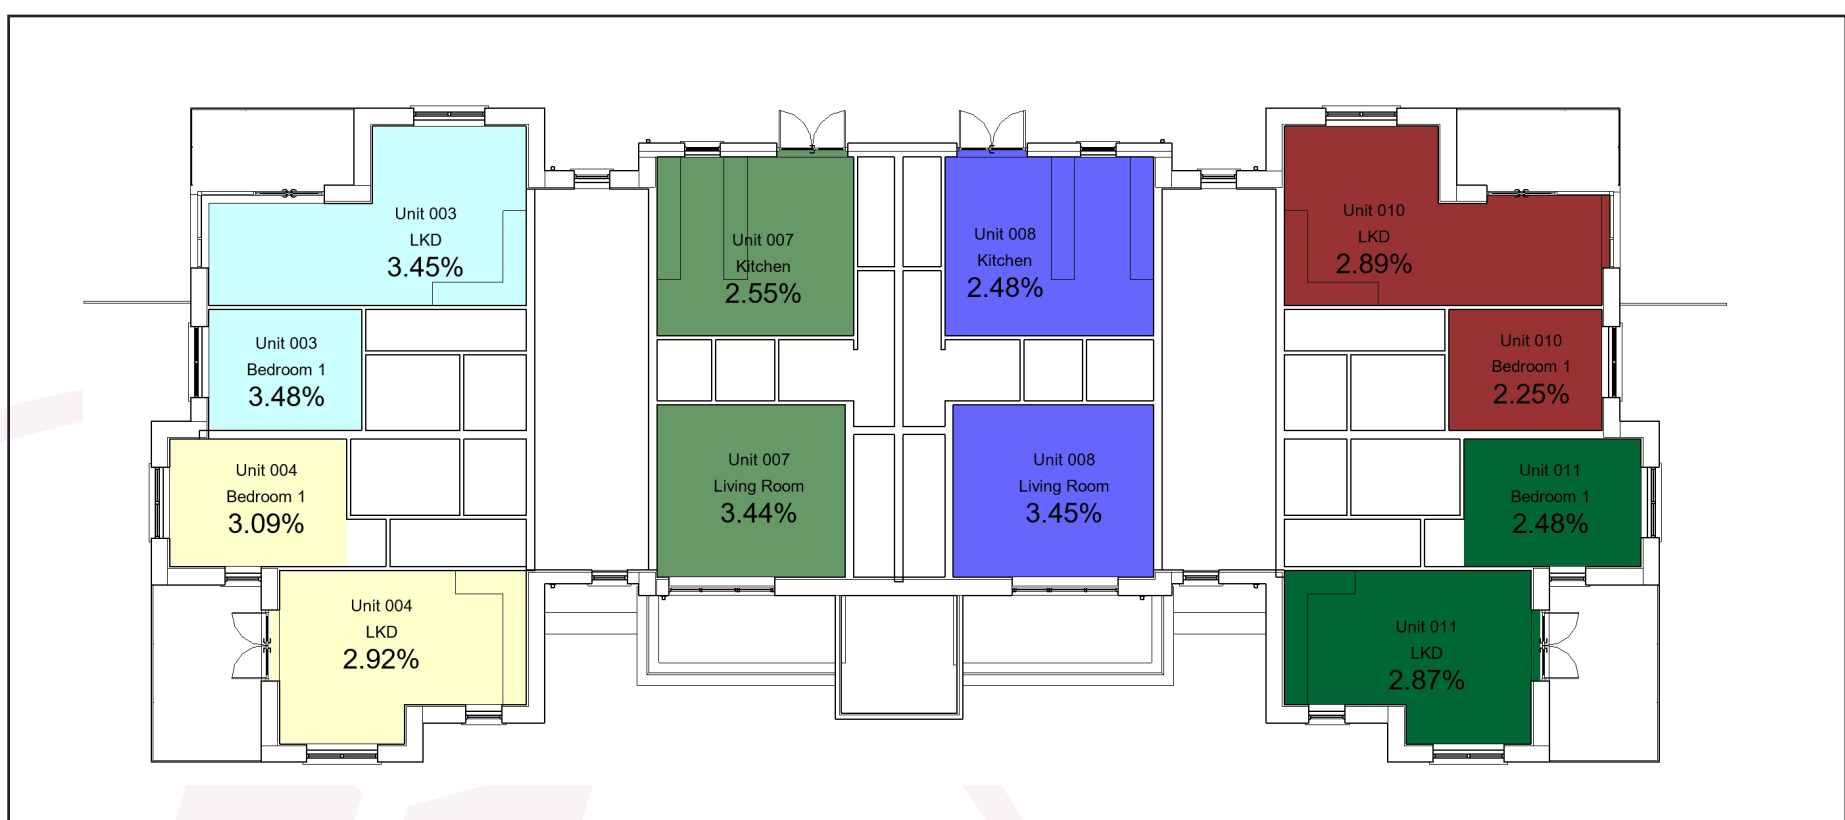 Unit 003
LKD
3.45%
Unit 003
Bedroom 1
3.48%
Unit 004
Bedroom 1
3.09%
Unit 004
LKD
2.92%
Unit 007
Kitchen
2.55%
Unit 007
Living Room
3.44%
Unit 008
Kitchen
2.48%
Unit 008
Living Room
3.45%
Unit 010
LKD
2.89%
Unit 010
Bedroom 1
2.25%
Unit 011
Bedroom 1
2.48%
Unit 011
LKD
2.87%